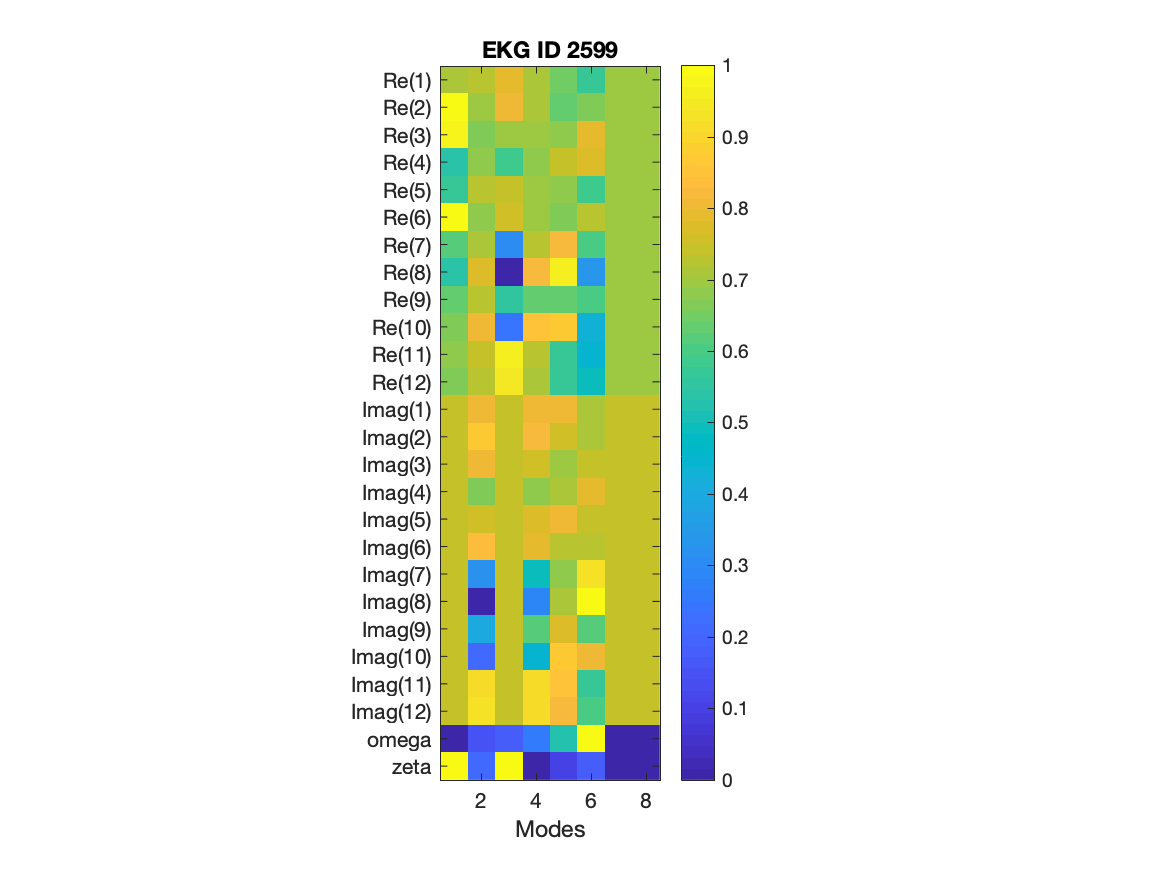 EKG ID 2599
Re(1)
Re(2)
Re(3)
Re(4)
Re(5)
Re(6)
Re(7)
Re(8)
Re(9)
Re(10)
Re(11)
Re(12)
Imag(1)
Imag(2)
Imag(3)
Imag(4)
Imag(5)
Imag(6)
Imag(7)
Imag(8)
Imag(9)
Imag(10)
Imag(11)
Imag(12)
omega
zeta
2 4 6 8
Modes
1
0.9
0.8
0.7
0.6
0.5
0.4
0.3
0.2
0.1
0